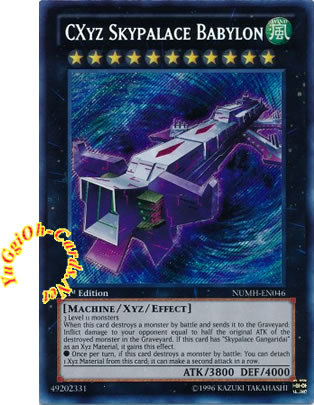 CXyz Skypalace Babylon
風
WIND
YuGgiOh-Cards.Net
Edition
NUMH-EN046
[Machine/Xyz/Effect]
3 Level 11 monsters
When this card destroys a monster by battle and sends it to the Graveyard:
Inflict damage to your opponent equal to half the original ATK of the
destroyed monster in the Graveyard. If this card has "Skypalace Gangaridai"
as an Xyz Material, it gains this effect.
● Once per turn, if this card destroys a monster by battle: You can detach
1 Xyz Material from this card; it can make a second attack in a row.
ATK/3800 DEF/4000
49202331
©1996 KAZUKI TAKAHASHI